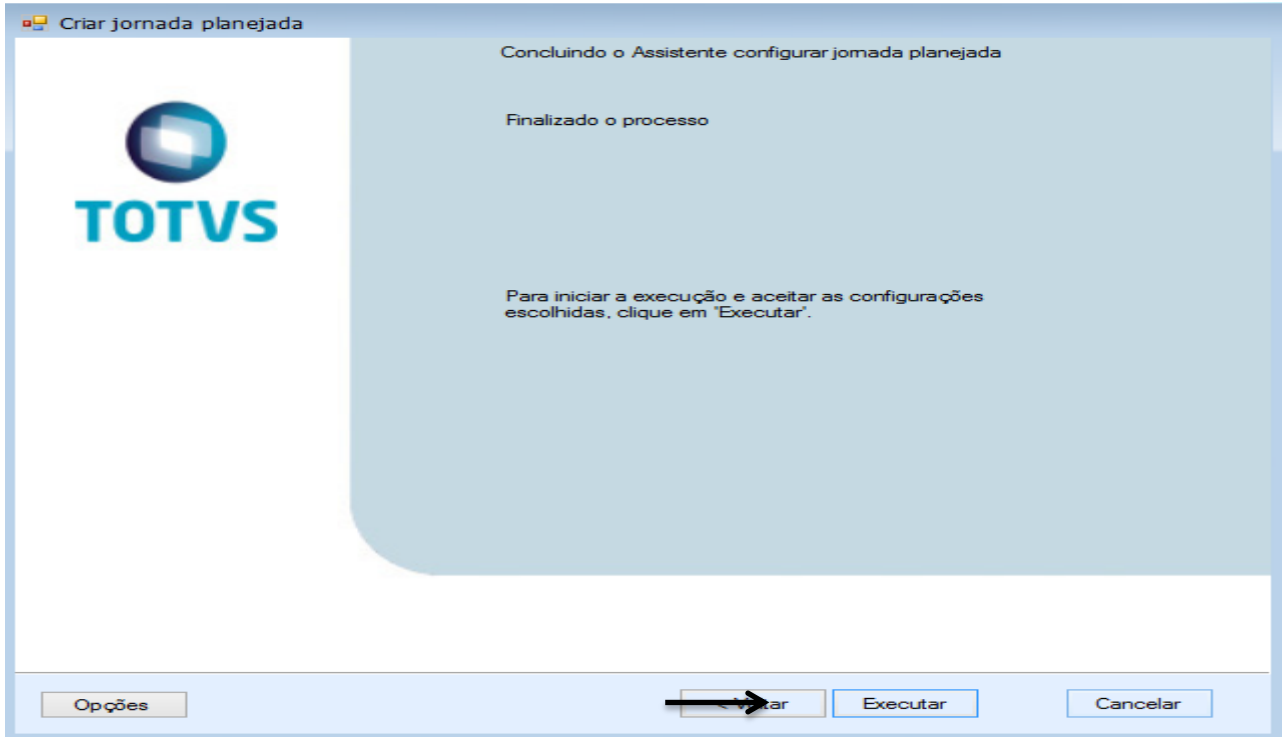 Criar jornada planejada
Concluindo o Assistente configurar jornada planejada
Finalizado o processo
TOTVS
Para iniciar a execução e aceitar as configurações
escolhidas, clique em 'Executar'.
Opções
< Voltar
Executar
Cancelar